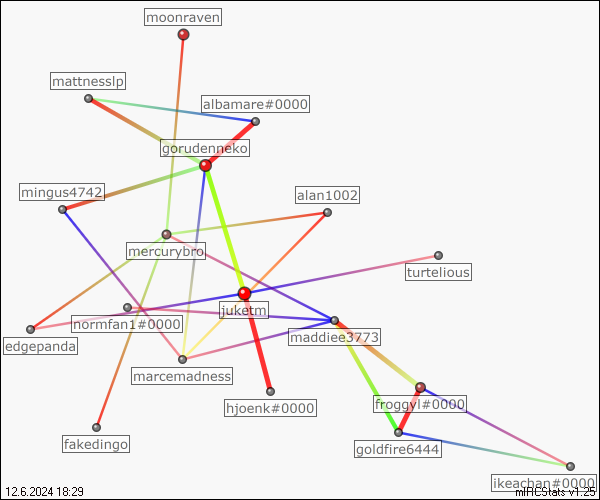 moonraven
mattnesslp
albamare#0000
gorudenneko
mingus4742
alan1002
mercurybro
turtelious
juketm
normfan1#0000
maddiee3773
edgepanda
marcemadness
froggyl#0000
hjoenk#0000
fakedingo
goldfire6444
ikeachan#0000
12.6.2024 18:29
mIRCStats v1.25